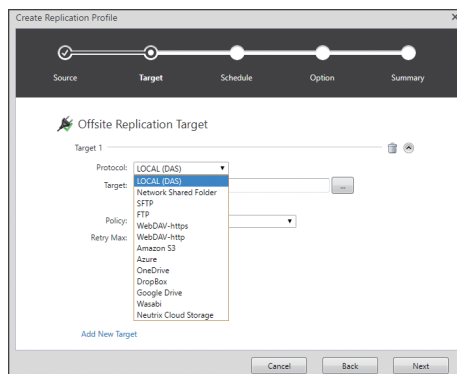 Create Replication Profile
Source Target Schedule Option Summary
Offsite Replication Target
Target 1
Protocol: LOCAL (DAS)
LOCAL (DAS)
Target: ...
Network Shared Folder
SFTP
FTP
Policy:
WebDAV-https
Retry Max: WebDAV-http
Amazon S3
Azure
OneDrive
DropBox
Google Drive
Wasabi
Neutrix Cloud Storage
Add New Target
Cancel Back Next